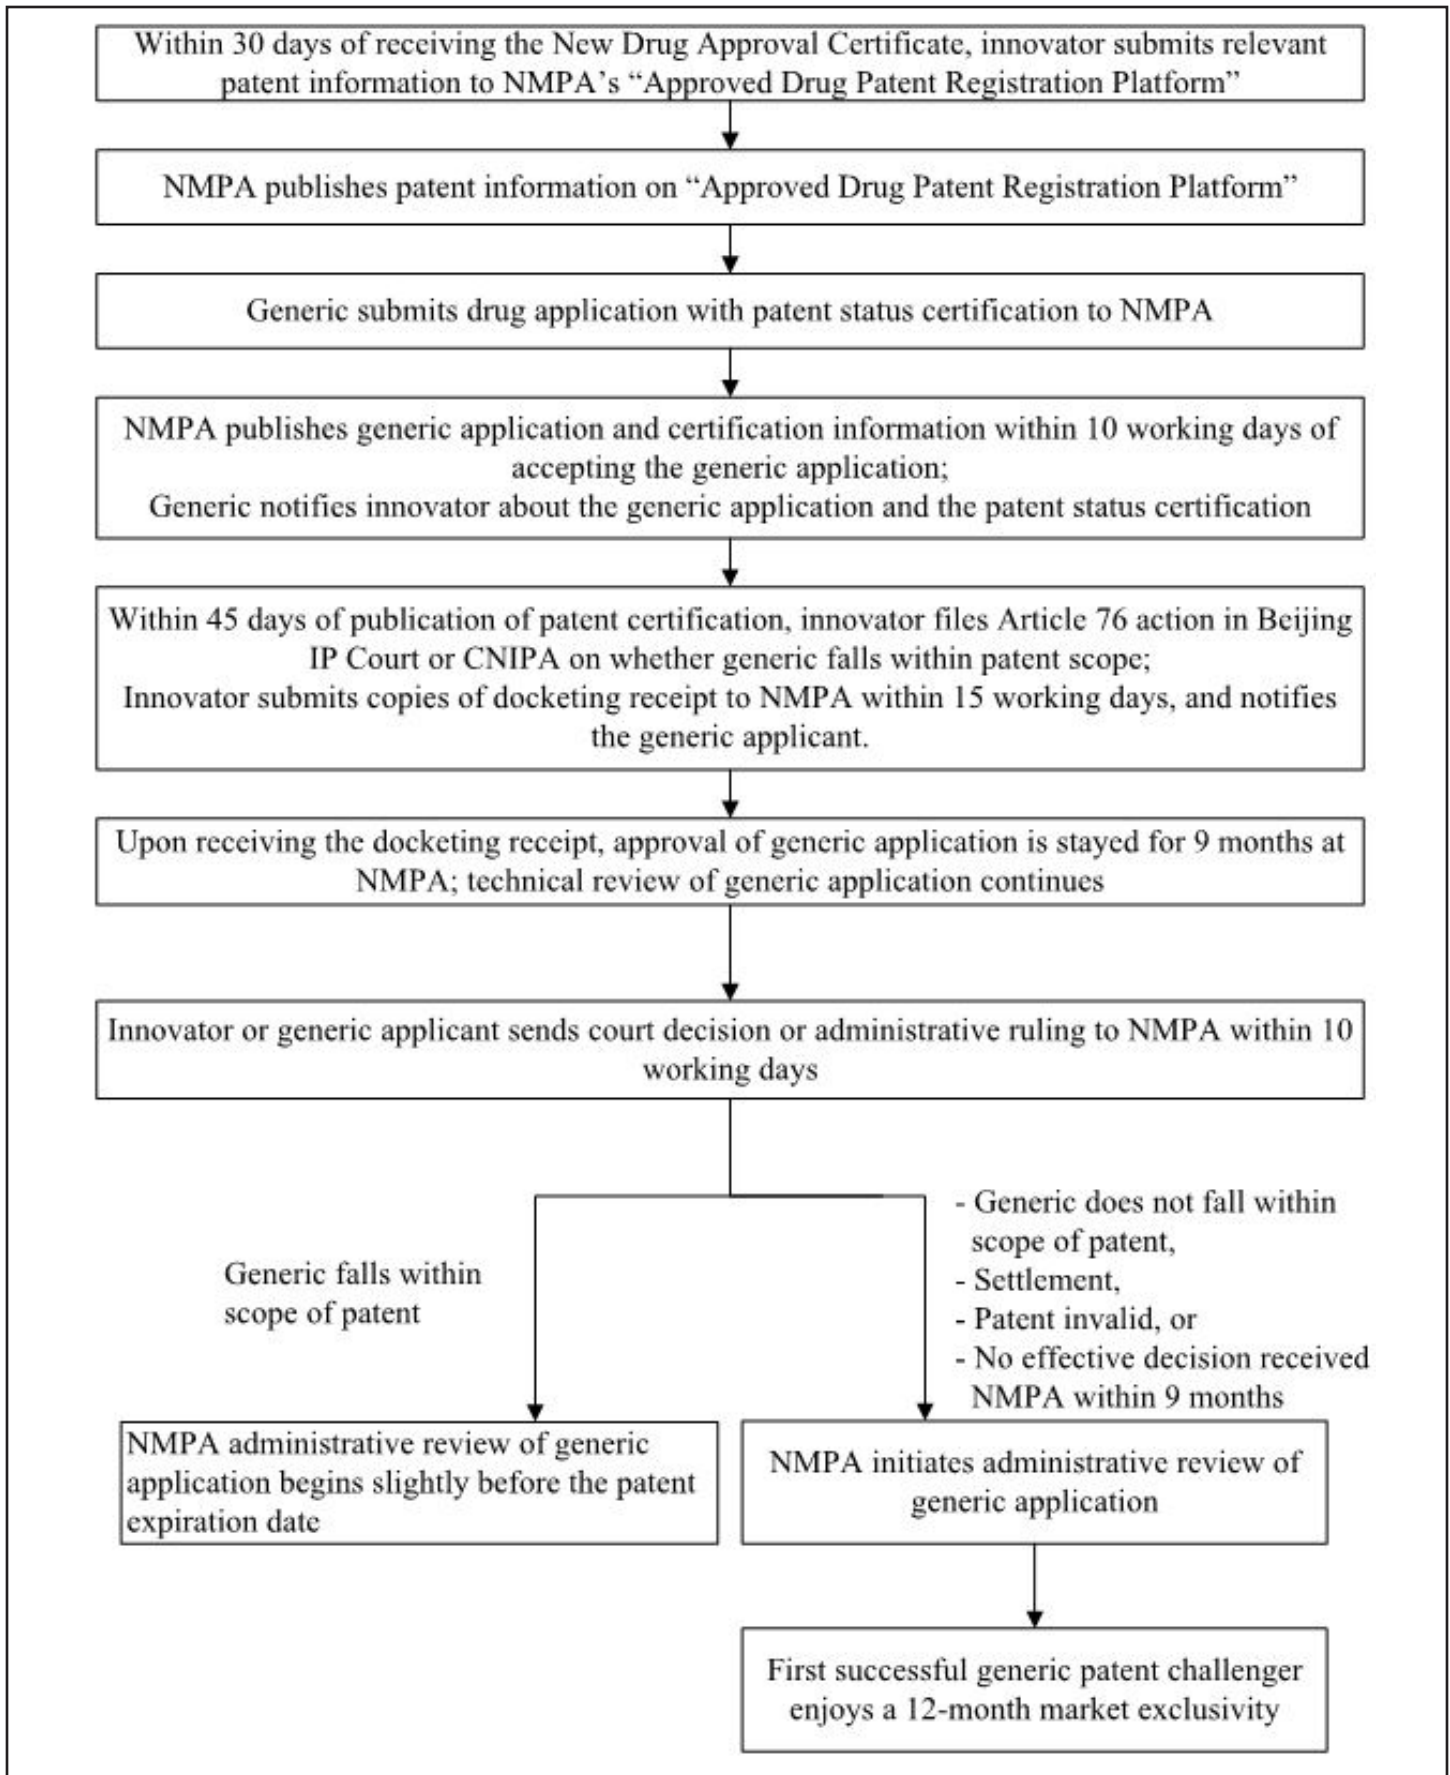 Within 30 days of receiving the New Drug Approval Certificate, innovator submits relevant
patent information to NMPA's “Approved Drug Patent Registration Platform”
NMPA publishes patent information on “Approved Drug Patent Registration Platform”
Generic submits drug application with patent status certification to NMPA
NMPA publishes generic application and certification information within 10 working days of
accepting the generic application;
Generic notifies innovator about the generic application and the patent status certification
Within 45 days of publication of patent certification, innovator files Article 76 action in Beijing
IP Court or CNIPA on whether generic falls within patent scope;
Innovator submits copies of docketing receipt to NMPA within 15 working days, and notifies
the generic applicant.
Upon receiving the docketing receipt, approval of generic application is stayed for 9 months at
NMPA; technical review of generic application continues
Innovator or generic applicant sends court decision or administrative ruling to NMPA within 10
working days
Generic falls within
scope of patent
- Generic does not fall within
scope of patent,
- Settlement,
- Patent invalid, or
- No effective decision received
NMPA within 9 months
NMPA administrative review of generic
application begins slightly before the patent
expiration date
NMPA initiates administrative review of
generic application
First successful generic patent challenger
enjoys a 12-month market exclusivity